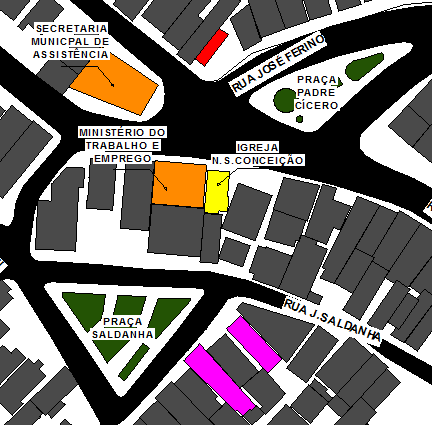 SECRETARIA
MUNICPAL DE
ASSISTÊNCIA
RUA JOSÉ FERINO
PRAÇA
PADRE
CÍCERO
MINISTÉRIO DO
TRABALHO E
EMPREGO
IGREJA
N.S.CONCEIÇÃO
PRAÇA
SALDANHA
RUA J.SALDANHA